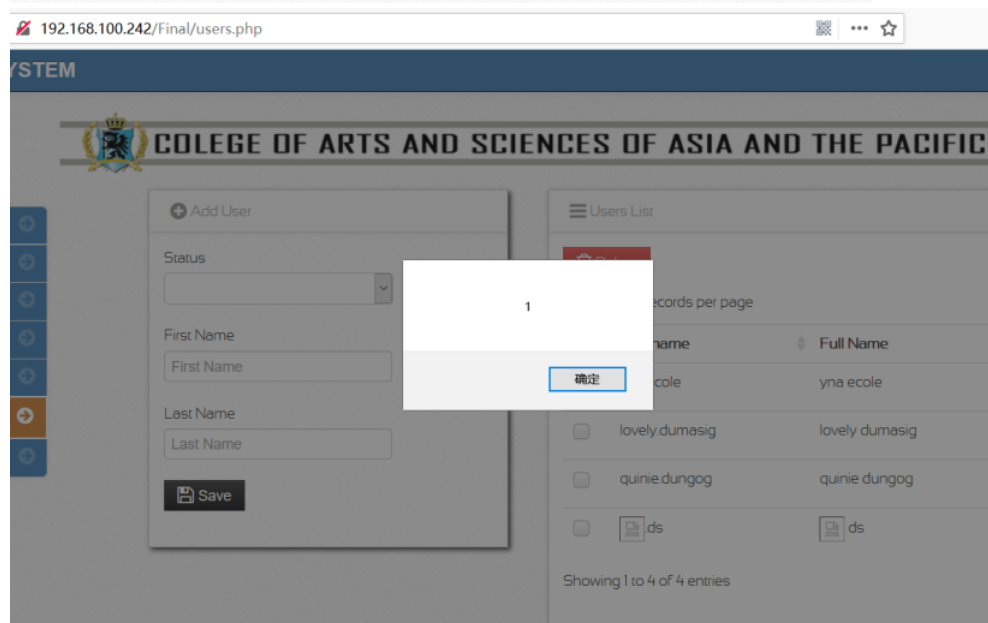 192.168.100.242/Final/users.php
YSTEM
COLEGE OF ARTS AND SCIENCES OF ASIA AND THE PACIFIC
Add User
Status
First Name
First Name
Last Name
Last Name
Save
Users List
1
确定
ecords per page
name
Full Name
cole
yna ecole
lovely.dumasig
lovely dumasig
quinie.dungog
quinie dungog
.ds
ds
Showing 1 to 4 of 4 entries